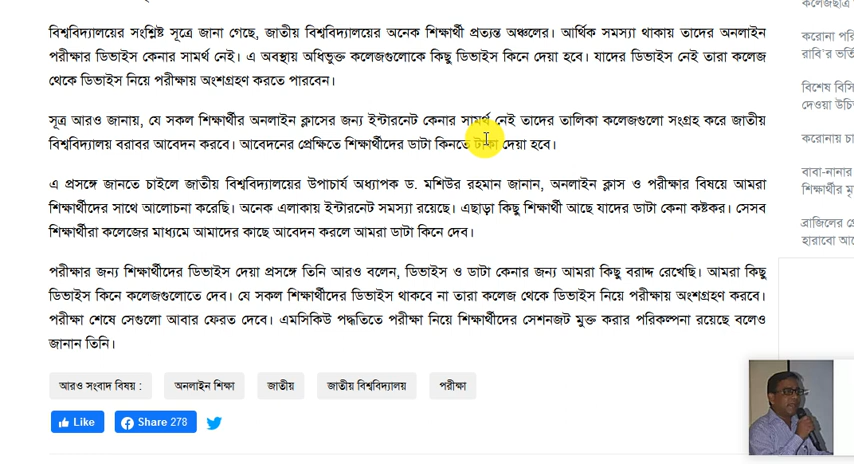 বিশ্ববিদ্যালয়ের সংশ্লিষ্ট সূত্রে জানা গেছে, জাতীয় বিশ্ববিদ্যালয়ের অনেক শিক্ষার্থী প্রত্যন্ত অঞ্চলের। আর্থিক সমস্যা থাকায় তাদের অনলাইন
পরীক্ষার ডিভাইস কেনার সামর্থ নেই। এ অবস্থায় অধিভুক্ত কলেজগুলোকে কিছু ডিভাইস কিনে দেয়া হবে। যাদের ডিভাইস নেই তারা কলেজ
থেকে ডিভাইস নিয়ে পরীক্ষায় অংশগ্রহণ করতে পারবেন।
সূত্র আরও জানায়, যে সকল শিক্ষার্থীর অনলাইন ক্লাসের জন্য ইন্টারনেট কেনার সামর্থ নেই তাদের তালিকা কলেজগুলো সংগ্রহ করে জাতীয়
বিশ্ববিদ্যালয় বরাবর আবেদন করবে। আবেদনের প্রেক্ষিতে শিক্ষার্থীদের ডাটা কিনতে টাকা দেয়া হবে।
এ প্রসঙ্গে জানতে চাইলে জাতীয় বিশ্ববিদ্যালয়ের উপাচার্য অধ্যাপক ড. মশিউর রহমান জানান, অনলাইন ক্লাস ও পরীক্ষার বিষয়ে আমরা
শিক্ষার্থীদের সাথে আলোচনা করেছি। অনেক এলাকায় ইন্টারনেট সমস্যা রয়েছে। এছাড়া কিছু শিক্ষার্থী আছে যাদের ডাটা কেনা কষ্টকর। সেসব
শিক্ষার্থীরা কলেজের মাধ্যমে আমাদের কাছে আবেদন করলে আমরা ডাটা কিনে দেব।
পরীক্ষার জন্য শিক্ষার্থীদের ডিভাইস দেয়া প্রসঙ্গে তিনি আরও বলেন, ডিভাইস ও ডাটা কেনার জন্য আমরা কিছু বরাদ্দ রেখেছি। আমরা কিছু
ডিভাইস কিনে কলেজগুলোতে দেব। যে সকল শিক্ষার্থীদের ডিভাইস থাকবে না তারা কলেজ থেকে ডিভাইস নিয়ে পরীক্ষায় অংশগ্রহণ করবে।
পরীক্ষা শেষে সেগুলো আবার ফেরত দেবে। এমসিকিউ পদ্ধতিতে পরীক্ষা নিয়ে শিক্ষার্থীদের সেশনজট মুক্ত করার পরিকল্পনা রয়েছে বলেও
জানান তিনি।
আরও সংবাদ বিষয় : অনলাইন শিক্ষা জাতীয় জাতীয় বিশ্ববিদ্যালয় পরীক্ষা
Like Share 278
করোনা
রাবি'র
বিশেষ
দেওয়া
করোনায়
বাবা-নানার
শিক্ষার্থীর
ব্রাজিলের
হারাবো